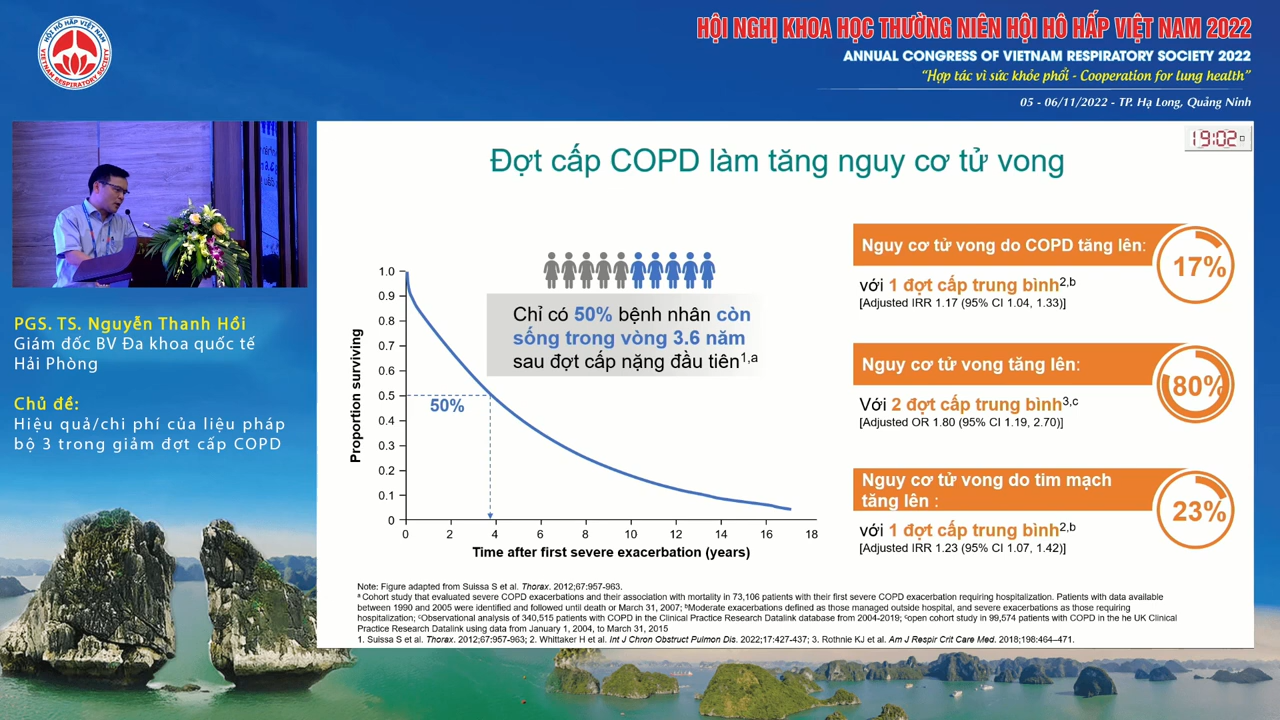 HỘI HÔ HẤP VIỆT NAM
VIETNAM RESPIRATORY SOCIETY
HỘI NGHỊ KHOA HỌC THƯỜNG NIÊN HỘI HÔ HẤP VIỆT NAM 2022
ANNUAL CONGRESS OF VIETNAM RESPIRATORY SOCIETY 2022
“Hợp tác vì sức khỏe phổi - Cooperation for lung health”
05 - 06/11/2022 - TP. Hạ Long, Quảng Ninh
PGS. TS. Nguyễn Thanh Hồi
Giám đốc BV Đa khoa quốc tế
Hải Phòng
Chủ đề:
Hiệu quả/chi phí của liệu pháp
bộ 3 trong giảm đợt cấp COPD
19:02
Đợt cấp COPD làm tăng nguy cơ tử vong
Chỉ có 50% bệnh nhân còn
sống trong vòng 3.6 năm
sau đợt cấp nặng đầu tiên1,a
Proportion surviving
1.0
0.9
0.8
0.7
0.6
0.5
0.4
0.3
0.2
0.1
0
50%
0 2 4 6 8 10 12 14 16 18
Time after first severe exacerbation (years)
Nguy cơ tử vong do COPD tăng lên:
17%
với 1 đợt cấp trung bình2,b
[Adjusted IRR 1.17 (95% CI 1.04, 1.33)]
Nguy cơ tử vong tăng lên:
80%
Với 2 đợt cấp trung bình3,c
[Adjusted OR 1.80 (95% CI 1.19, 2.70)]
Nguy cơ tử vong do tim mạch
tăng lên :
23%
với 1 đợt cấp trung bình2,b
[Adjusted IRR 1.23 (95% CI 1.07, 1.42)]
Note: Figure adapted from Suissa S et al. Thorax. 2012;67:957-963.
a Cohort study that evaluated severe COPD exacerbations and their association with mortality in 73,106 patients with their first severe COPD exacerbation requiring hospitalization. Patients with data available
between 1990 and 2005 were identified and followed until death or March 31, 2007; bModerate exacerbations defined as those managed outside hospital, and severe exacerbations as those requiring
hospitalization; cObservational analysis of 340,515 patients with COPD in the Clinical Practice Research Datalink database from 2004-2019; copen cohort study in 99,574 patients with COPD in the he UK Clinical
Practice Research Datalink using data from January 1, 2004, to March 31, 2015
1. Suissa S et al. Thorax. 2012;67:957-963; 2. Whittaker H et al. Int J Chron Obstruct Pulmon Dis. 2022;17:427-437; 3. Rothnie KJ et al. Am J Respir Crit Care Med. 2018;198:464–471.